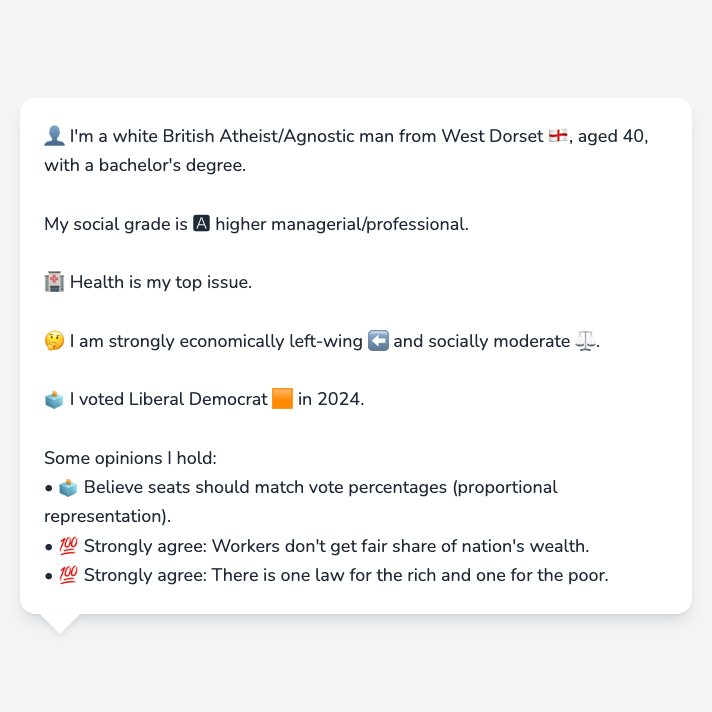 👤 I'm a white British Atheist/Agnostic man from West Dorset 🏴󠁧󠁢󠁥󠁮󠁧󠁿, aged 40,
with a bachelor's degree.
My social grade is 🅰 higher managerial/professional.
🏥 Health is my top issue.
🤔 I am strongly economically left-wing ⬅️ and socially moderate ⚖️.
🗳️ I voted Liberal Democrat 🟧 in 2024.
Some opinions I hold:
• 🗳️ Believe seats should match vote percentages (proportional
representation).
• 💯 Strongly agree: Workers don't get fair share of nation's wealth.
• 💯 Strongly agree: There is one law for the rich and one for the poor.